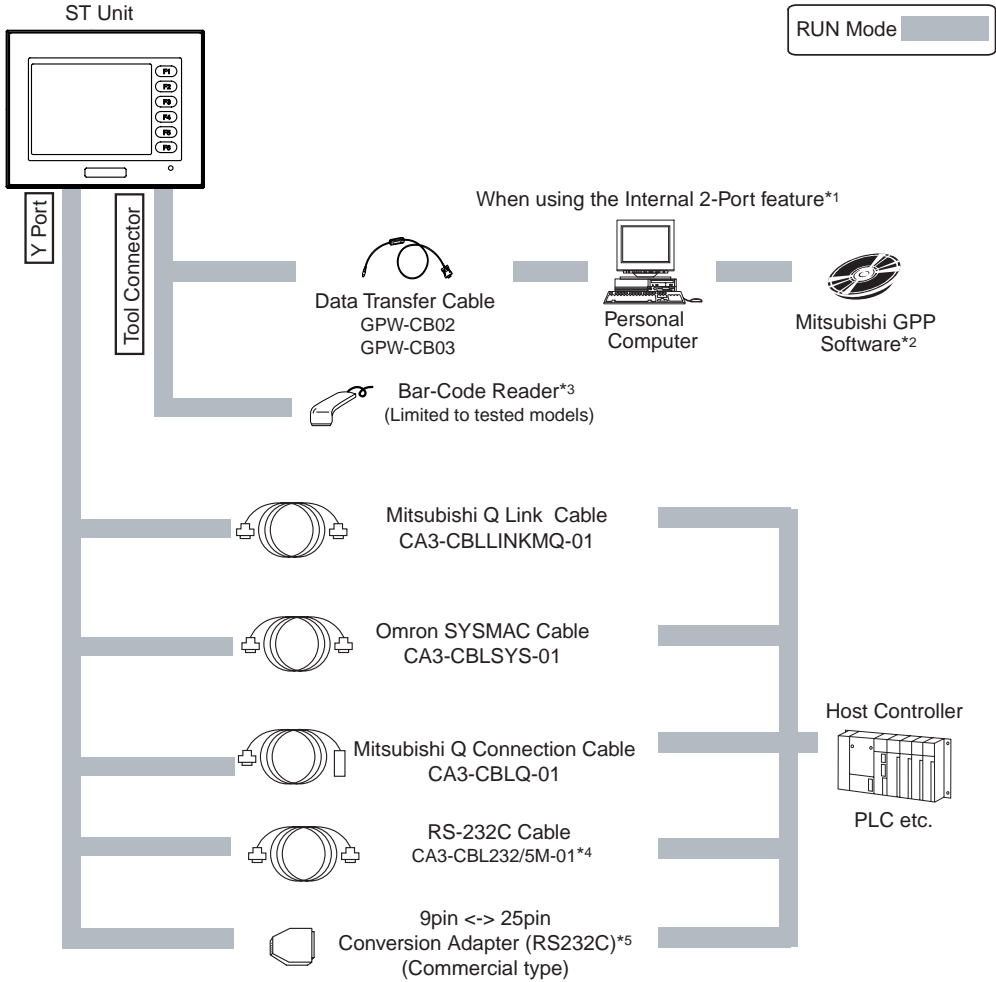 ST Unit
RUN Mode
F1
F2
F3
F4
F5
F6
Y Port
Tool Connector
When using the Internal 2-Port feature*1
Data Transfer Cable
GPW-CB02
GPW-CB03
Personal
Computer
Mitsubishi GPP
Software*2
Bar-Code Reader*3
(Limited to tested models)
Mitsubishi Q Link Cable
CA3-CBLLINKMQ-01
Omron SYSMAC Cable
CA3-CBLSYS-01
Mitsubishi Q Connection Cable
CA3-CBLQ-01
Host Controller
PLC etc.
RS-232C Cable
CA3-CBL232/5M-01*4
9pin <-> 25pin
Conversion Adapter (RS232C)*5
(Commercial type)